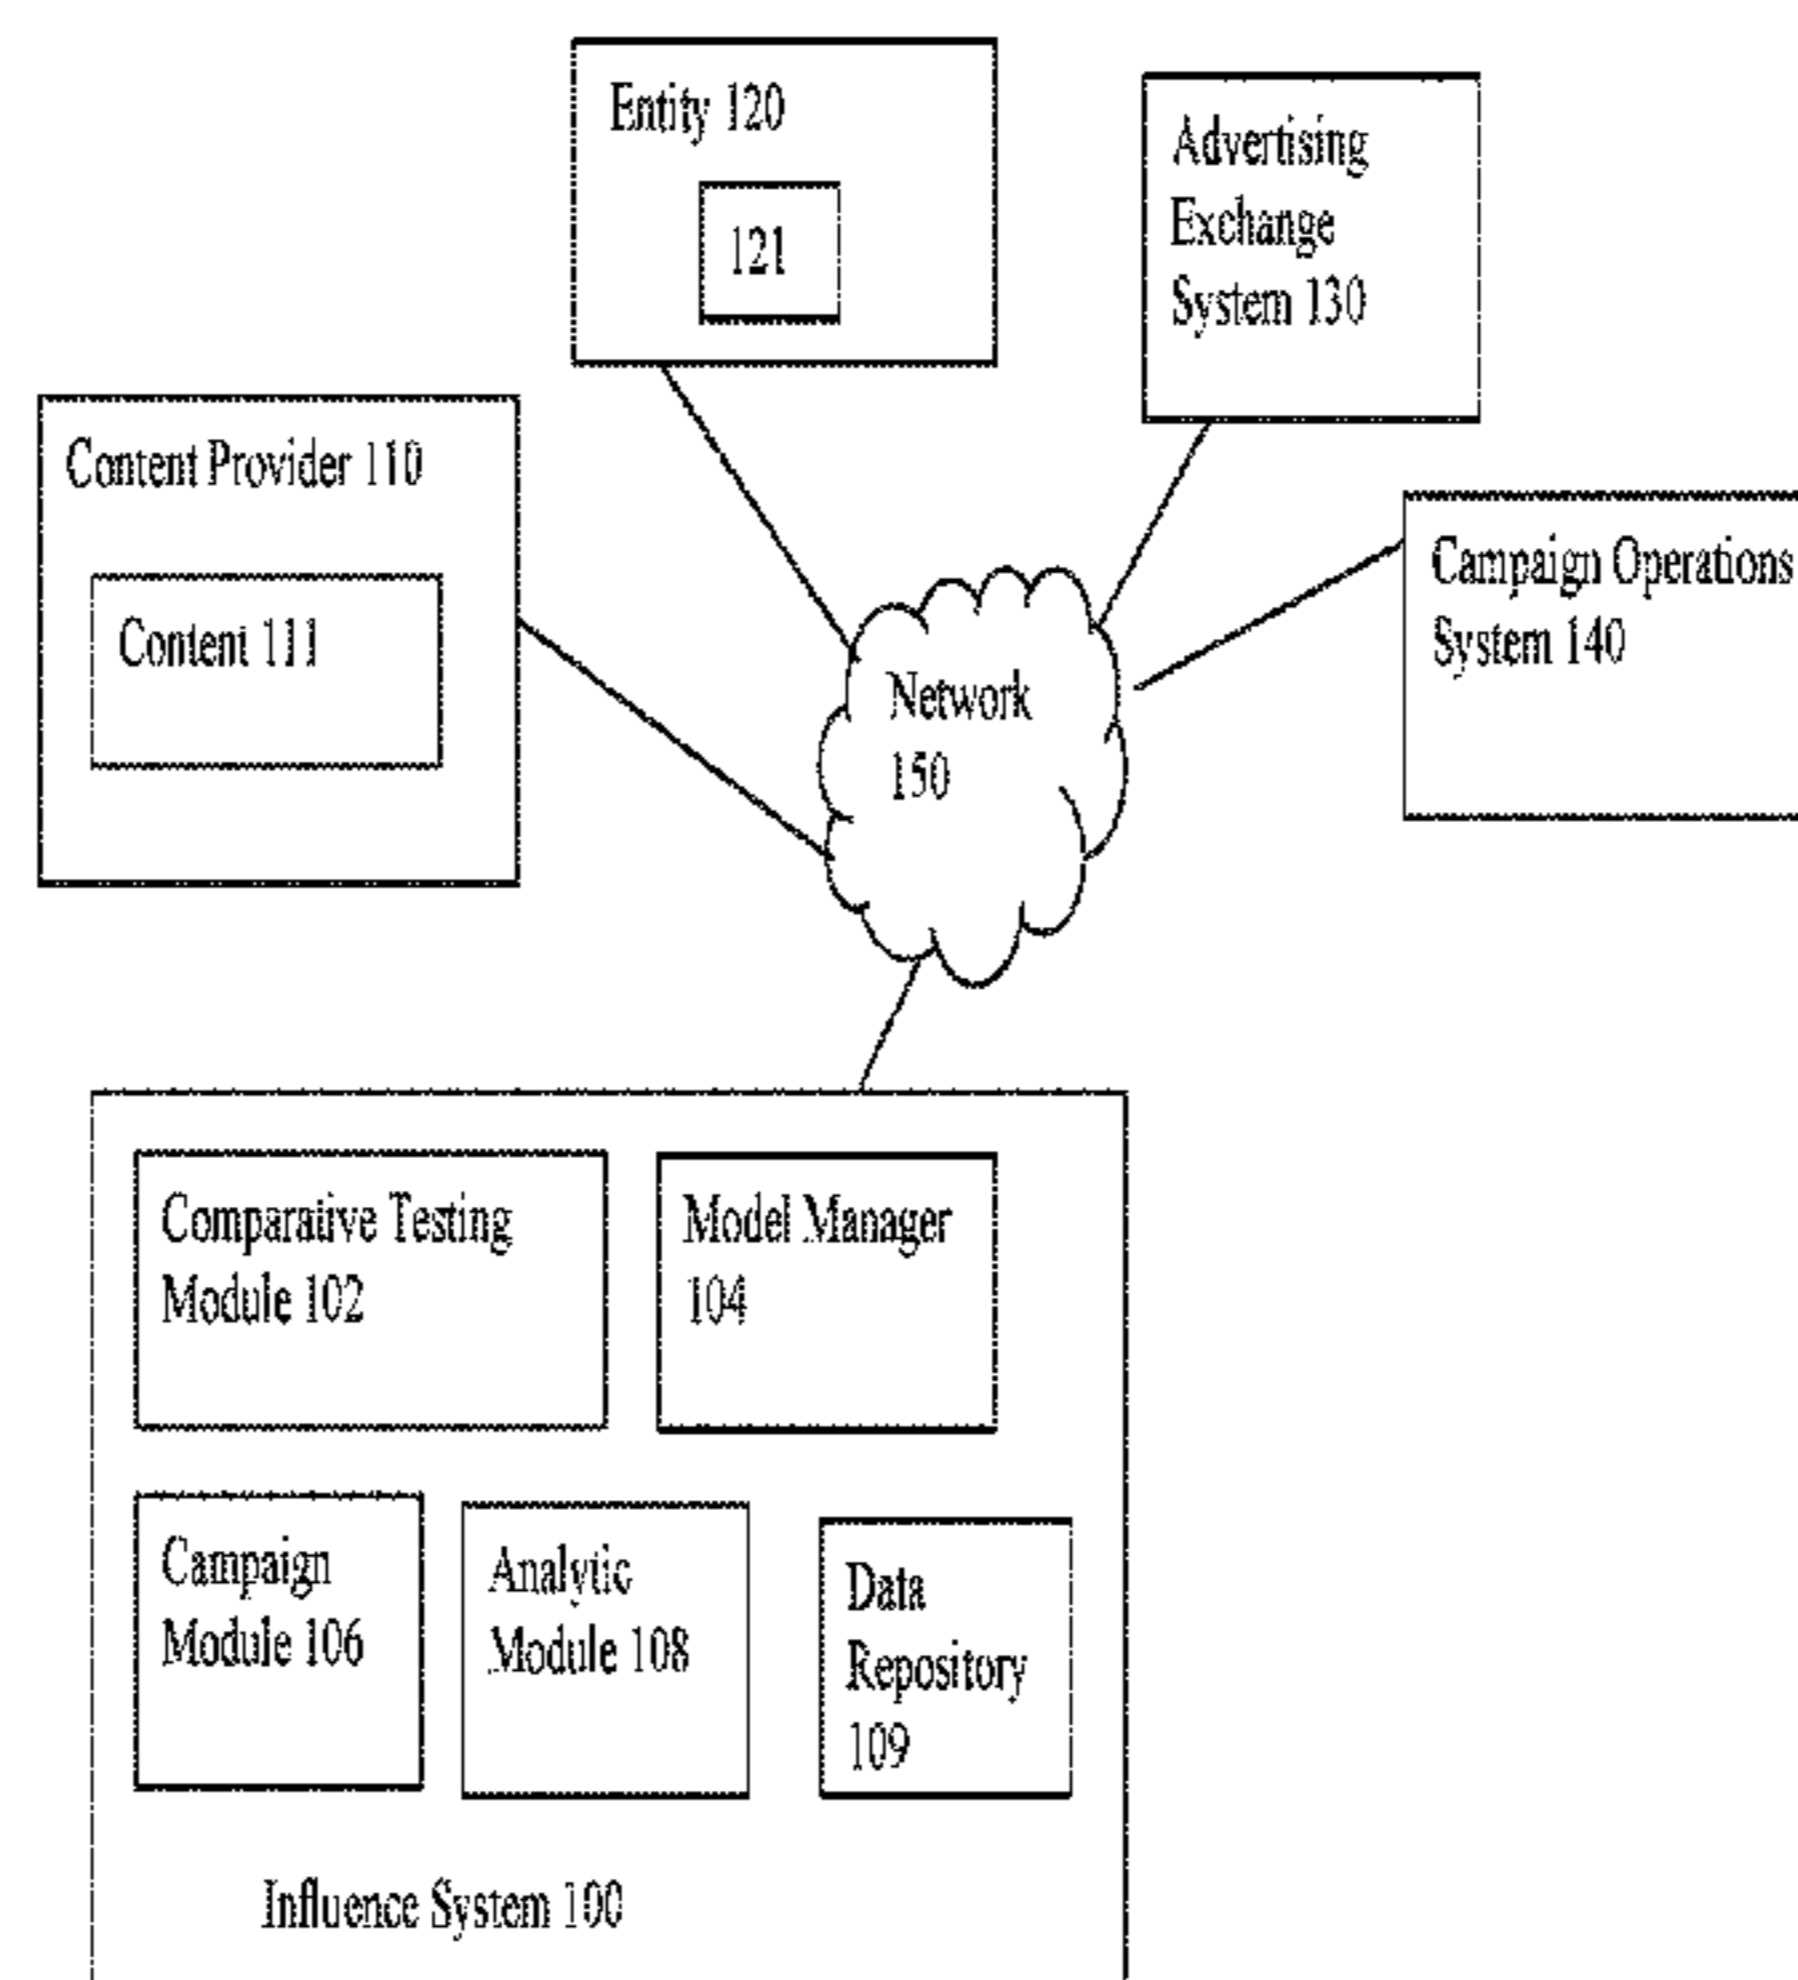 Entity 120
121
Advertising
Exchange
System 130
Content Provider 110
Content 111
Campaign Operations
System 140
Network
150
Comparative Testing
Module 102
Model Manager
104
Campaign
Module 106
Analytic
Module 108
Data
Repository
109
Influence System 100